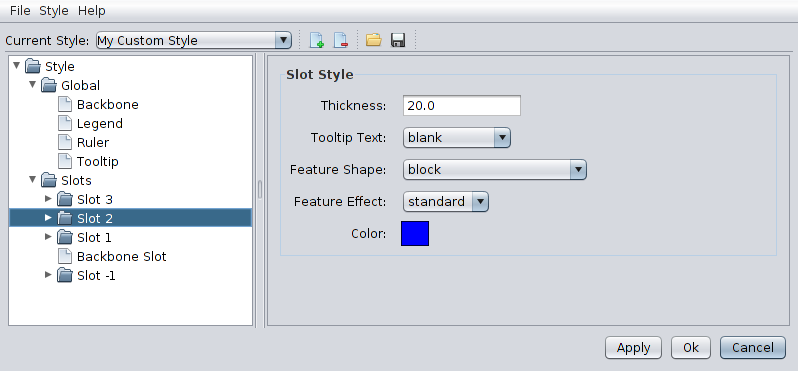 File Style Help
Current Style: My Custom Style
Style
Global
Backbone
Legend
Ruler
Tooltip
Slots
Slot 3
Slot 2
Slot 1
Backbone Slot
Slot -1
Slot Style
Thickness: 20.0
Tooltip Text: blank
Feature Shape: block
Feature Effect: standard
Color:
Apply Ok Cancel